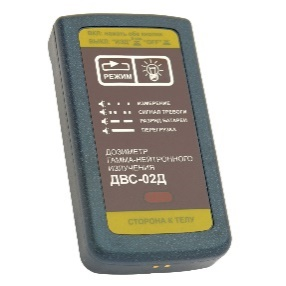 РЕЖИМ
ИЗМЕРЕНИЕ
СИГНАЛ ТРЕВОГИ
РАЗРЯД БАТАРЕИ
ПЕРЕГРУЗКА
ДОЗИМЕТР
ГАММА-НЕЙТРОННОГО
ИЗЛУЧЕНИЯ
ДВС-02Д
СТОРОНА К ТЕЛУ